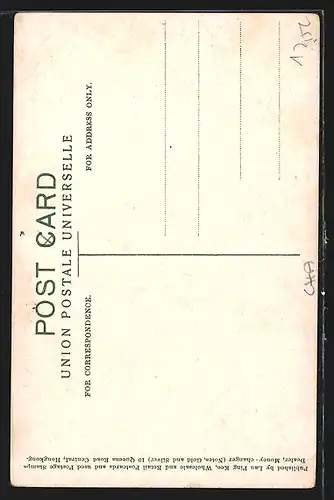 POST CARD
UNION POSTALE UNIVERSELLE
FOR CORRESPONDENCE.
FOR ADDRESS ONLY.
Published by Lau Ping Kee, Wholesale and Retail Postcards and used Postage Stamps
Dealer, Money-changer (Notes, Gold and Silver) 10 Queens Road Central, Hongkong.
CHA